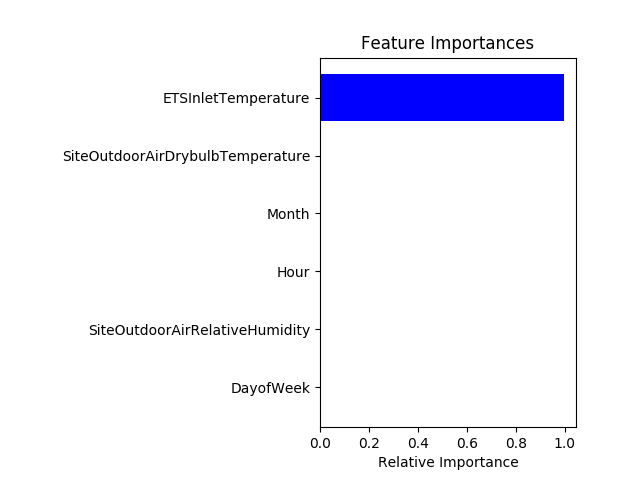 Feature Importances
ETSInletTemperature
SiteOutdoorAirDrybulbTemperature
Month
Hour
SiteOutdoorAirRelativeHumidity
DayofWeek
0.0 0.2 0.4 0.6 0.8 1.0
Relative Importance